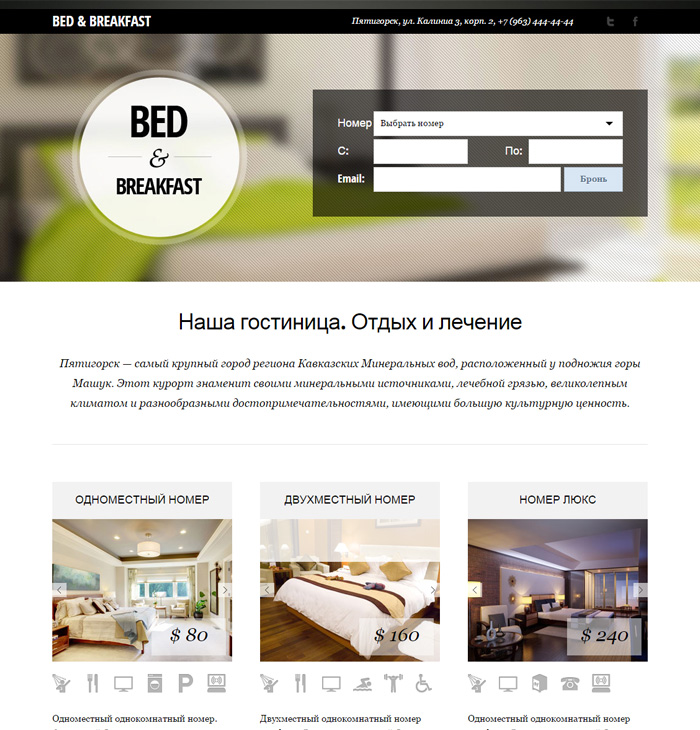 BED & BREAKFAST
Пятигорск, ул. Калиниа 3, корп. 2, +7 (963) 444-44-44
BED
&
BREAKFAST
Номер Выбрать номер
С: По:
Email: Бронь
Наша гостиница. Отдых и лечение
Пятигорск — самый крупный город региона Кавказских Минеральных вод, расположенный у подножия горы
Машук. Этот курорт знаменит своими минеральными источниками, лечебной грязью, великолепным
климатом и разнообразными достопримечательностями, имеющими большую культурную ценность.
ОДНОМЕСТНЫЙ НОМЕР
ДВУХМЕСТНЫЙ НОМЕР
НОМЕР ЛЮКС
$ 80
$ 160
$ 240
Одноместный однокомнатный номер.
Двухместный однокомнатный номер
Одноместный однокомнатный номер